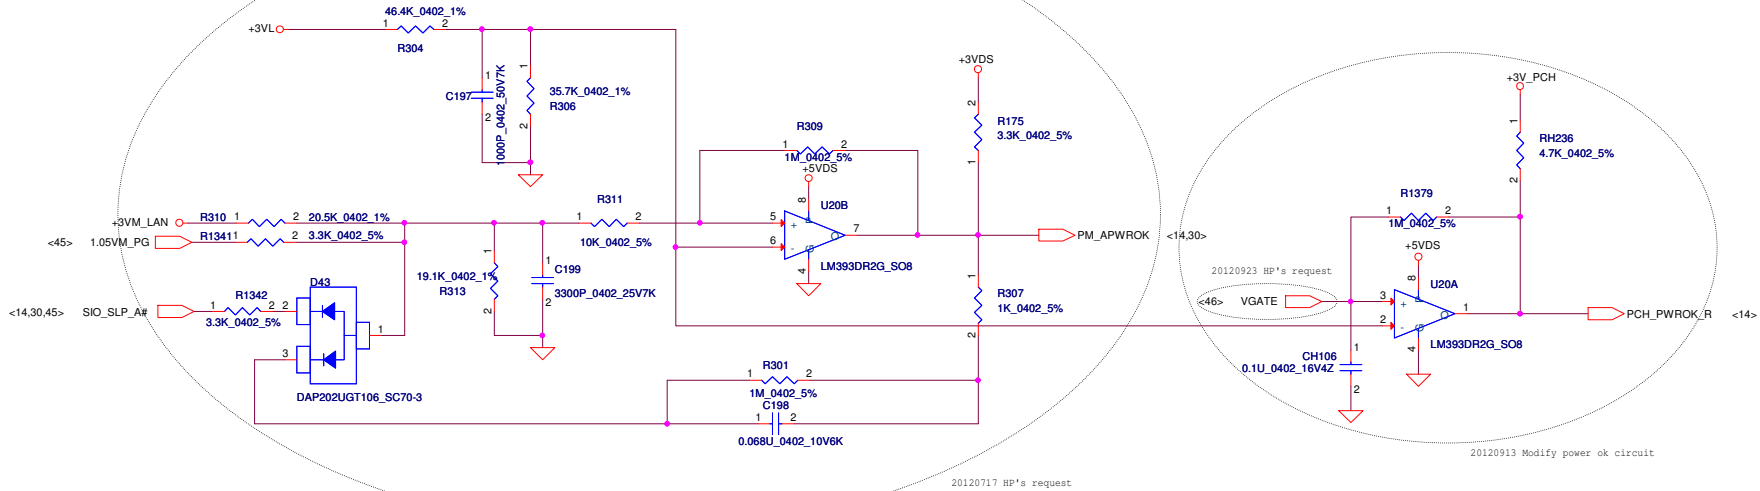 46.4K_0402_1%
+3VL 1 2
R304
1
C197
2
1000P_0402_50V7K
1
35.7K_0402_1%
R306
2
+3VDS
2
R175
3.3K_0402_5%
1
+3V_PCH
1
RH236
4.7K_0402_5%
2
R309
1 2
1M_0402_5%
+5VDS
8
U20B
+3VM_LAN R310 1 2 20.5K_0402_1%
<45> 1.05VM_PG R1341 1 2 3.3K_0402_5%
R311
1 2
10K_0402_5%
5 +
6 -
O 7
G
4
LM393DR2G_SO8
PM_APWROK <14,30>
R1379
1 2
1M_0402_5%
+5VDS
8
U20A
20120923 HP's request
<46> VGATE
3 +
2 -
O 1
G
4
LM393DR2G_SO8
PCH_PWROK_R <14>
1
19.1K_0402_1%
R313
2
1
C199
3300P_0402_25V7K
2
D43
R1342
<14,30,45> SIO_SLP_A# 1 2 2
3.3K_0402_5%
1
3
DAP202UGT106_SC70-3
1
R307
1K_0402_5%
2
1
CH106
0.1U_0402_16V4Z
2
R301
1 2
1M_0402_5%
C198
1 2
0.068U_0402_10V6K
20120913 Modify power ok circuit
20120717 HP's request